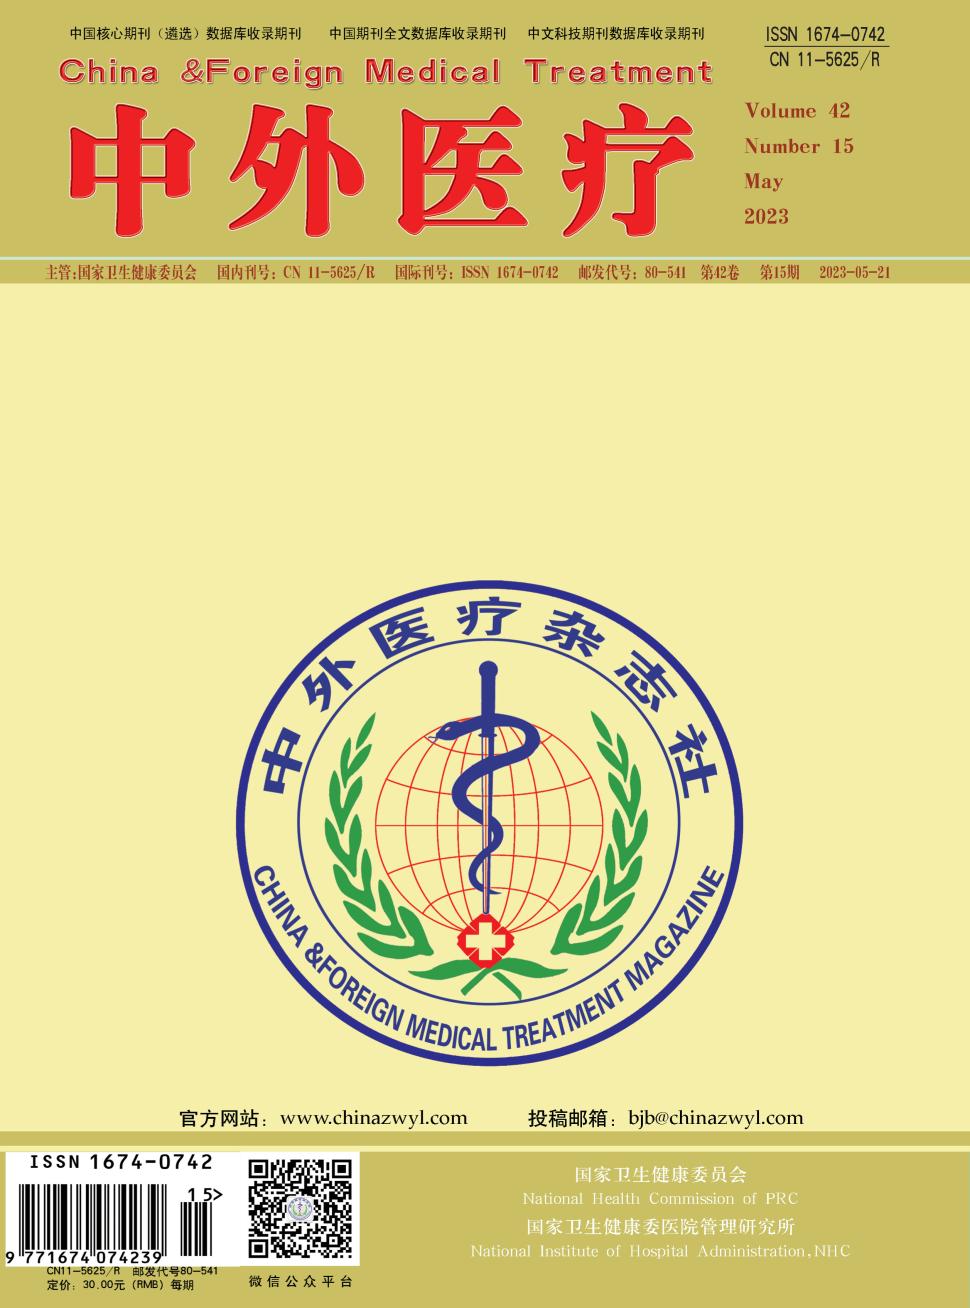 中国核心期刊（遴选）数据库收录期刊 中国期刊全文数据库收录期刊 中文科技期刊数据库收录期刊
ISSN 1674-0742
CN 11-5625/R
China &Foreign Medical Treatment
中外医疗
Volume 42
Number 15
May
2023
主管:国家卫生健康委员会 国内刊号: CN 11-5625/R 国际刊号: ISSN 1674-0742 邮发代号: 80-541 第42卷 第15期 2023-05-21
中外医疗杂志社
CHINA &FOREIGN MEDICAL TREATMENT MAGAZINE
官方网站：www.chinazwyl.com 投稿邮箱：bjb@chinazwyl.com
ISSN 1674-0742
15>
9 771674 074239
CN11-5625/R 邮发代号80-541
定价：30.00元（RMB）每期
微信公众平台
国家卫生健康委员会
National Health Commission of PRC
国家卫生健康委医院管理研究所
National Institute of Hospital Administration,NHC